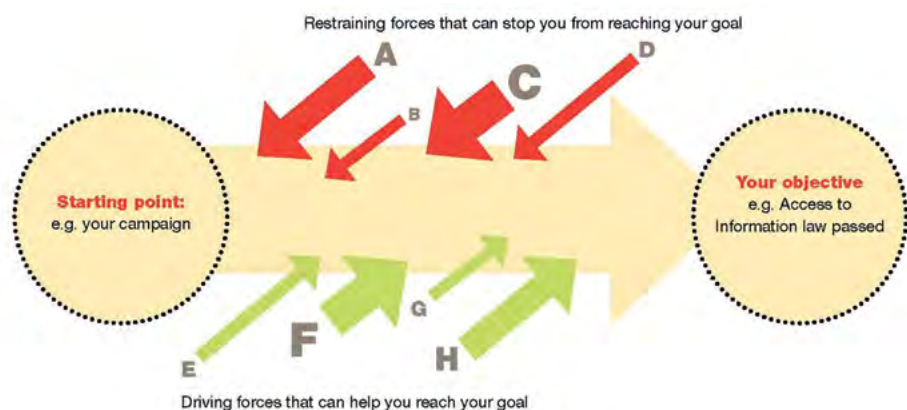 Restraining forces that can stop you from reaching your goal
A
B
C
D
Starting point:
e.g. your campaign
Your objective
e.g. Access to
Information law passed
E
F
G
H
Driving forces that can help you reach your goal